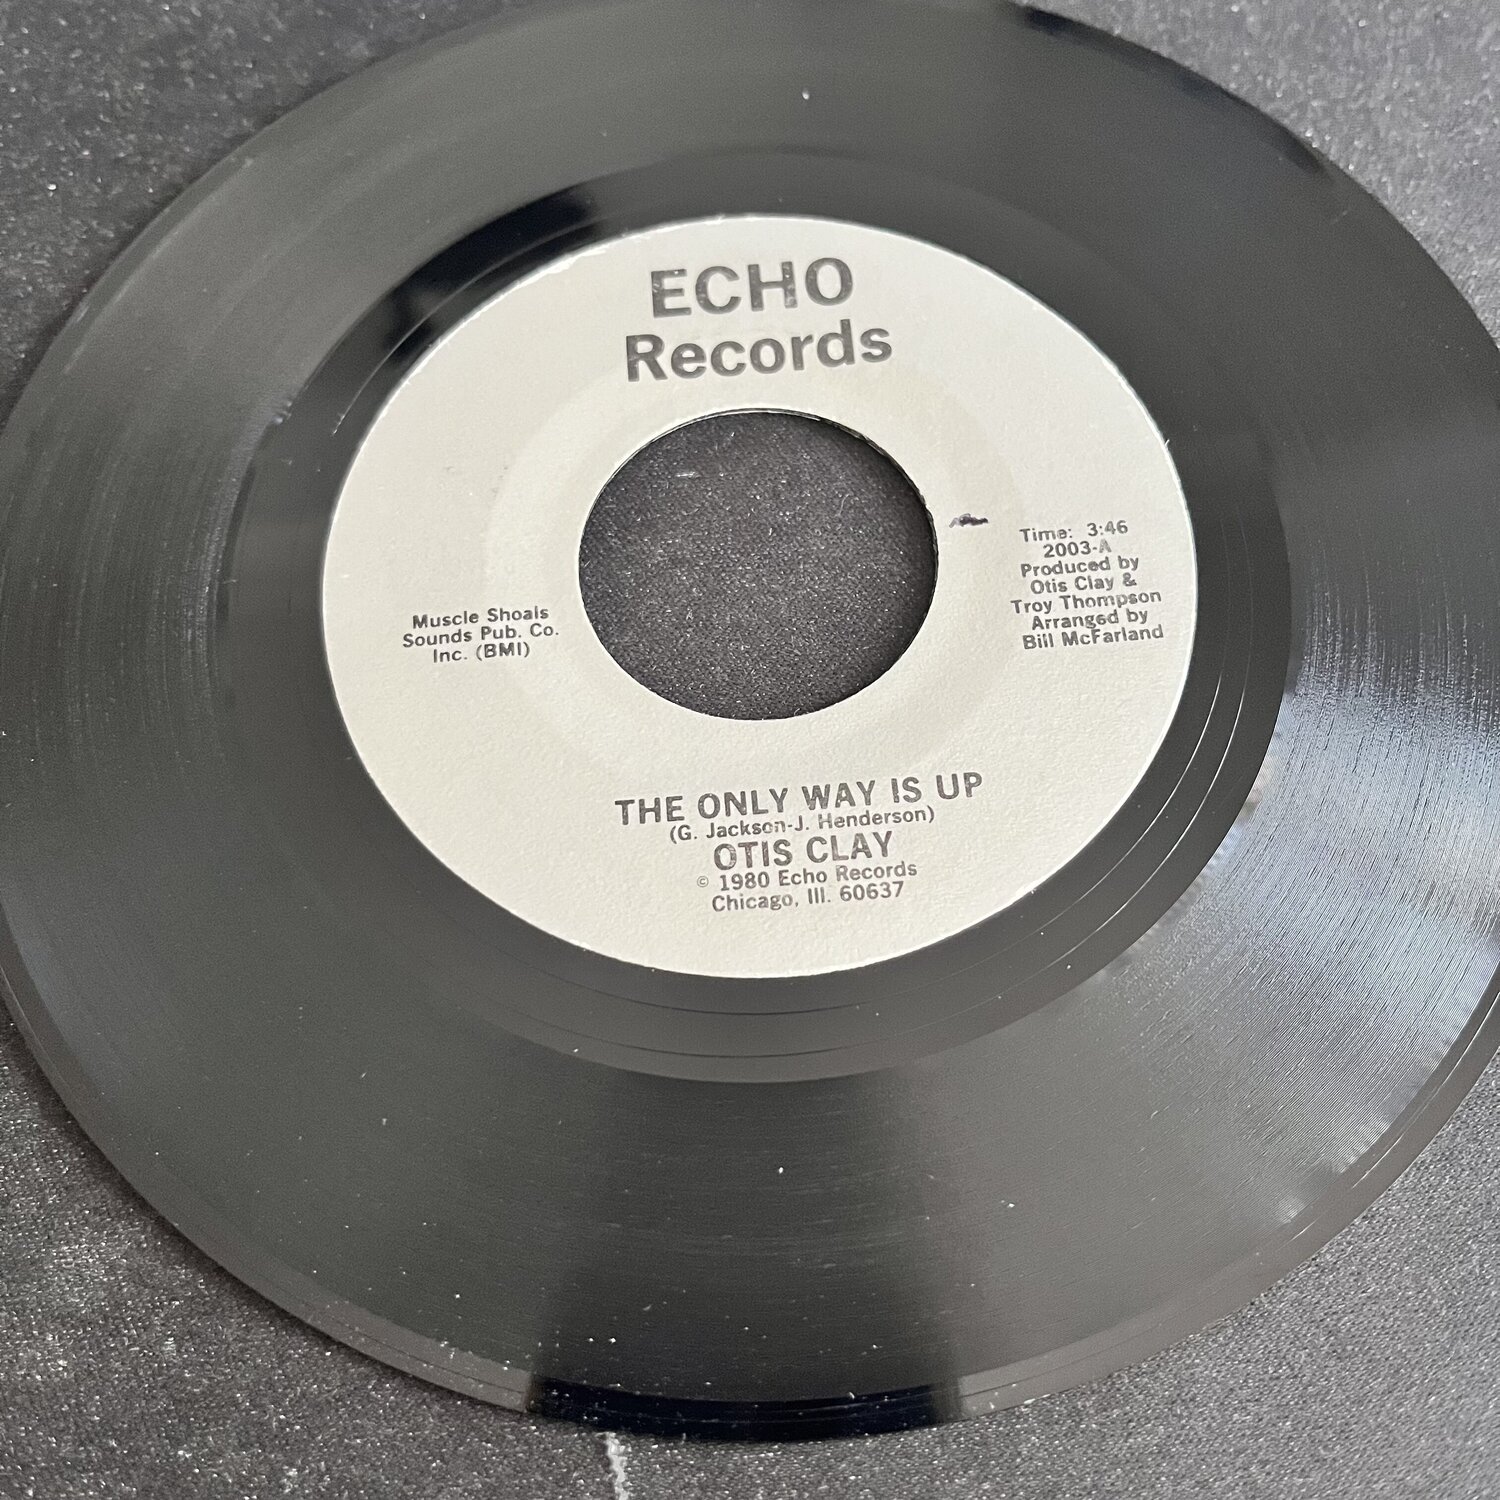 ECHO
Records
Time: 3:46
2003-A
Produced by
Otis Clay &
Troy Thompson
Arranged by
Bill McFarland
Muscle Shoals
Sounds Pub. Co.
Inc. (BMI)
THE ONLY WAY IS UP
(G. Jackson-J. Henderson)
OTIS CLAY
© 1980 Echo Records
Chicago, Ill. 60637